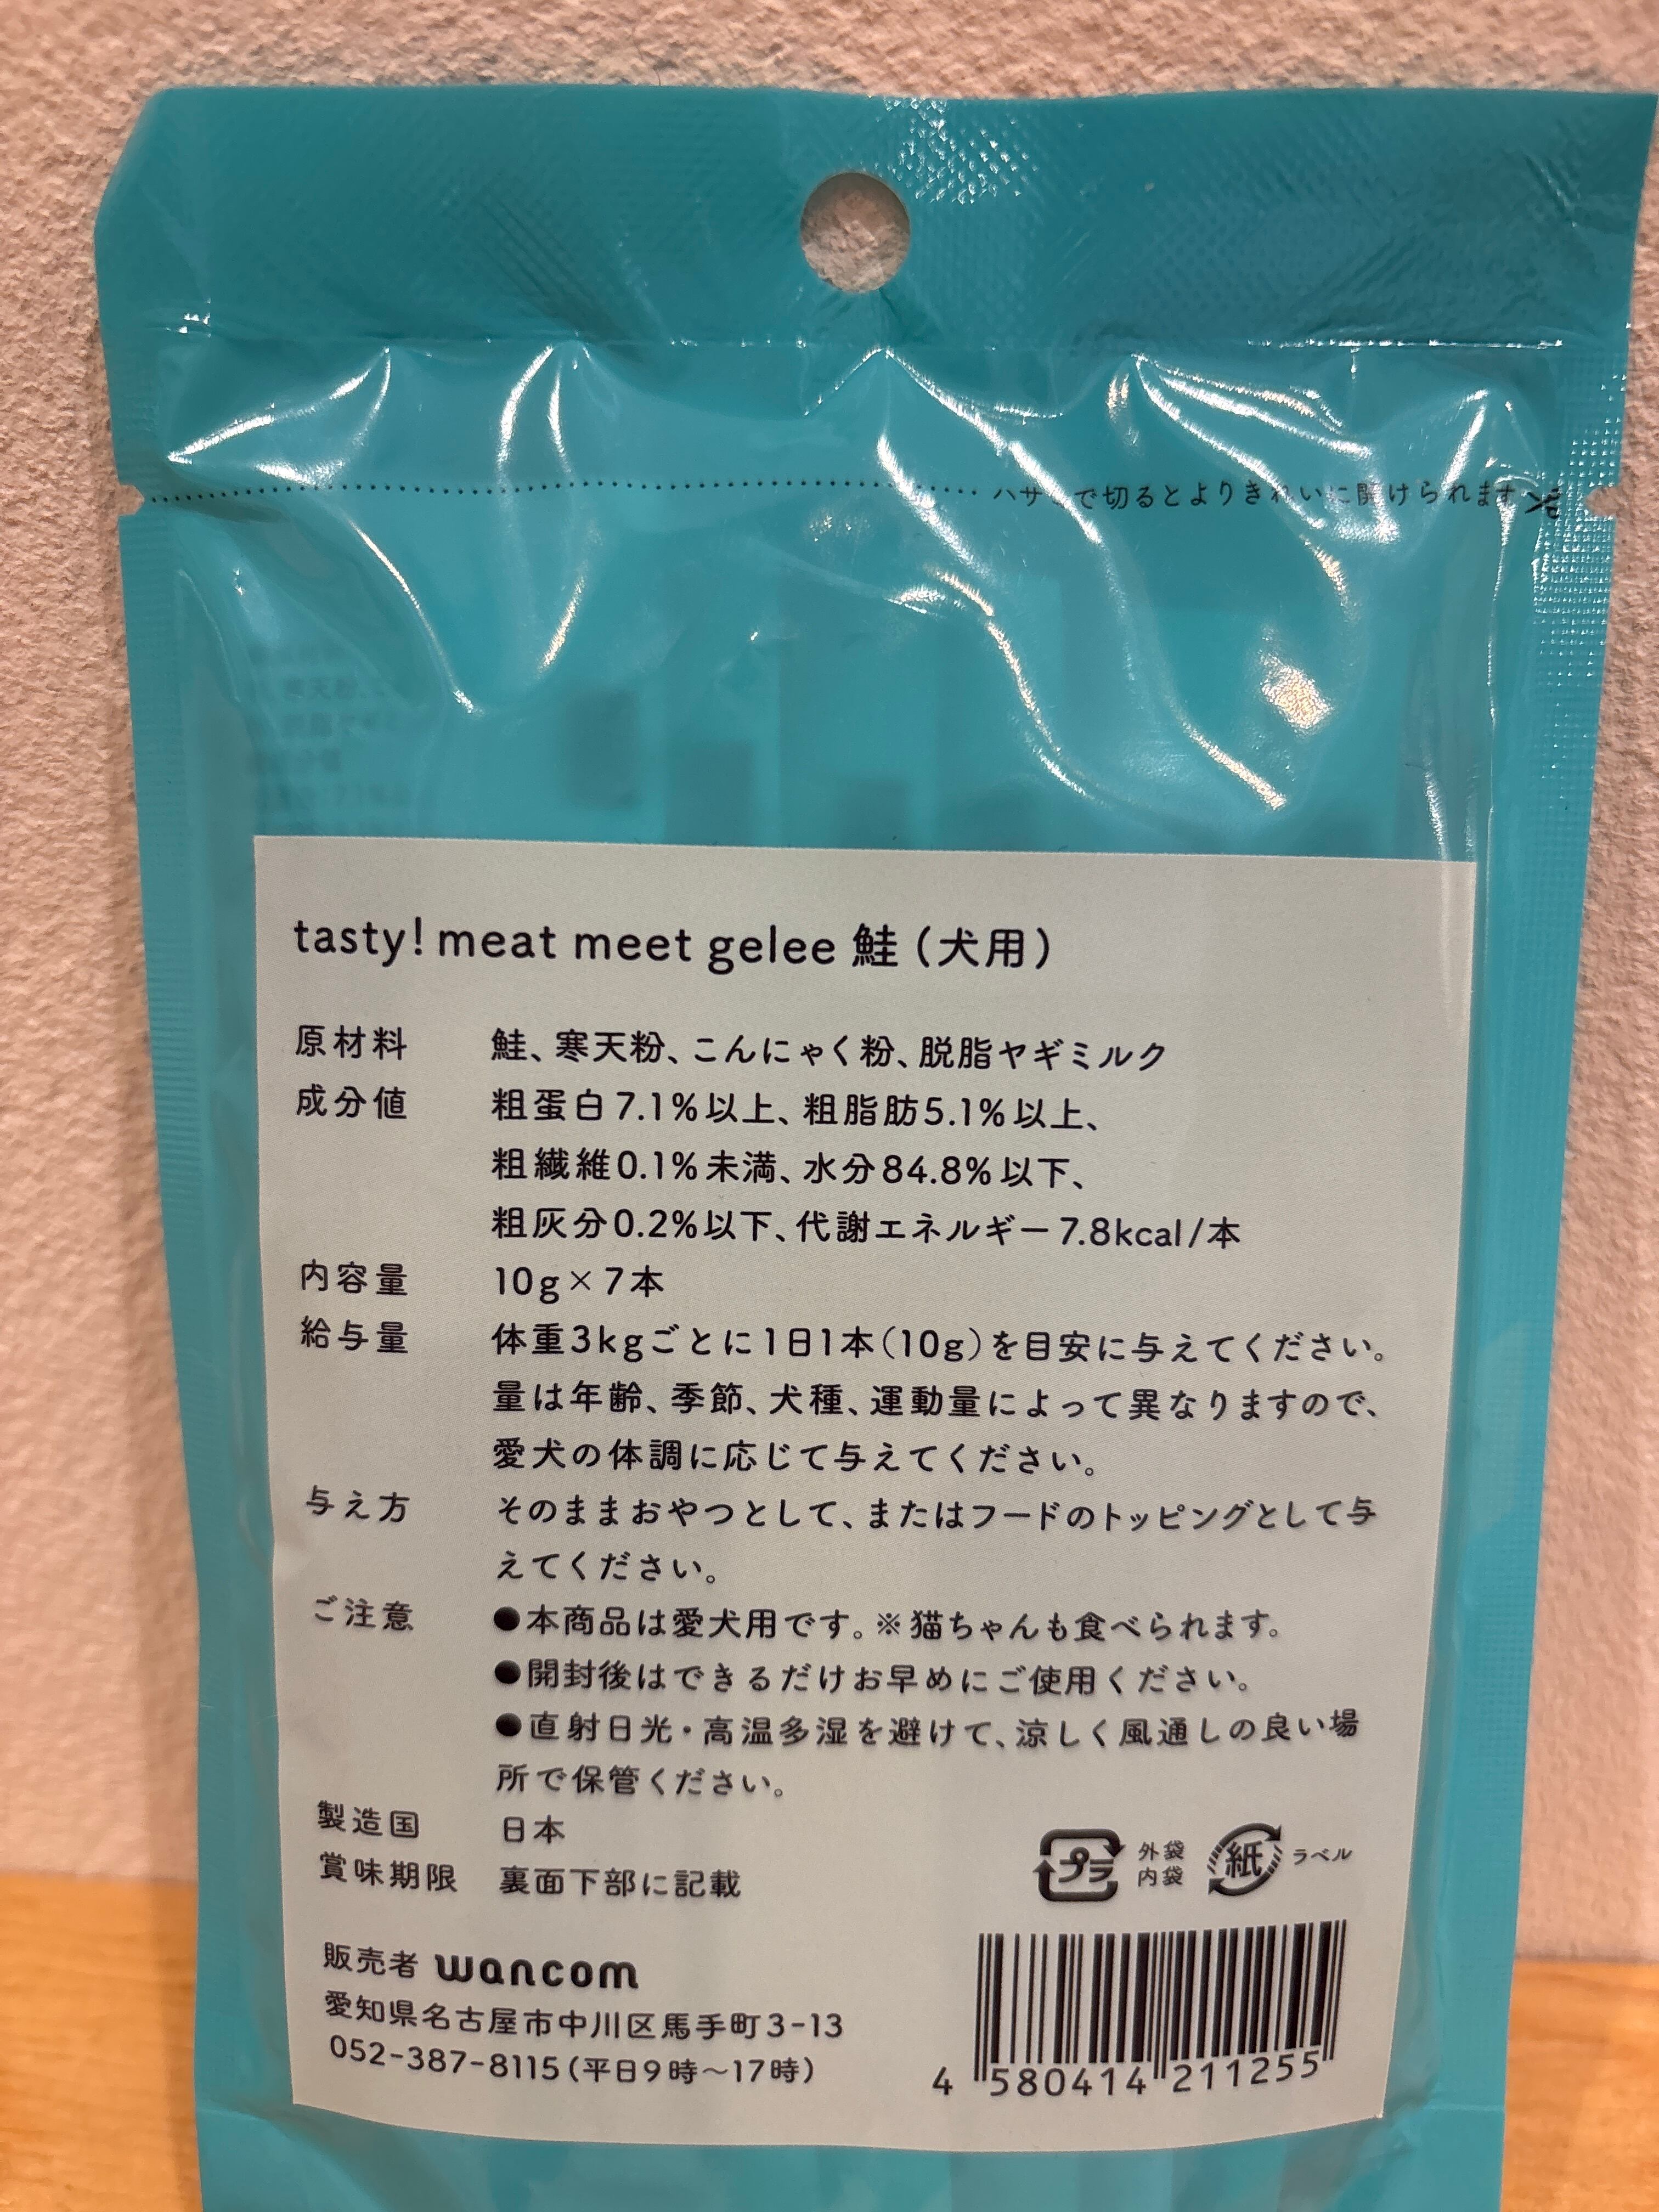 ハサミで切るとよりきれいに開けられます
tasty! meat meet gelee 鮭（犬用）
原材料 鮭、寒天粉、こんにゃく粉、脱脂ヤギミルク
成分値 粗蛋白7.1%以上、粗脂肪5.1%以上、
粗繊維0.1%未満、水分84.8%以下、
粗灰分0.2%以下、代謝エネルギー7.8kcal/本
内容量 10g×7本
給与量 体重3kgごとに1日1本（10g）を目安に与えてください。
量は年齢、季節、犬種、運動量によって異なりますので、
愛犬の体調に応じて与えてください。
与え方 そのままおやつとして、またはフードのトッピングとして与
えてください。
ご注意 ●本商品は愛犬用です。※猫ちゃんも食べられます。
●開封後はできるだけお早めにご使用ください。
●直射日光・高温多湿を避けて、涼しく風通しの良い場
所で保管ください。
製造国 日本
賞味期限 裏面下部に記載
プラ 外袋 内袋 紙 ラベル
販売者 wancom
愛知県名古屋市中川区馬手町3-13
052-387-8115（平日9時～17時）
4 580414 211255